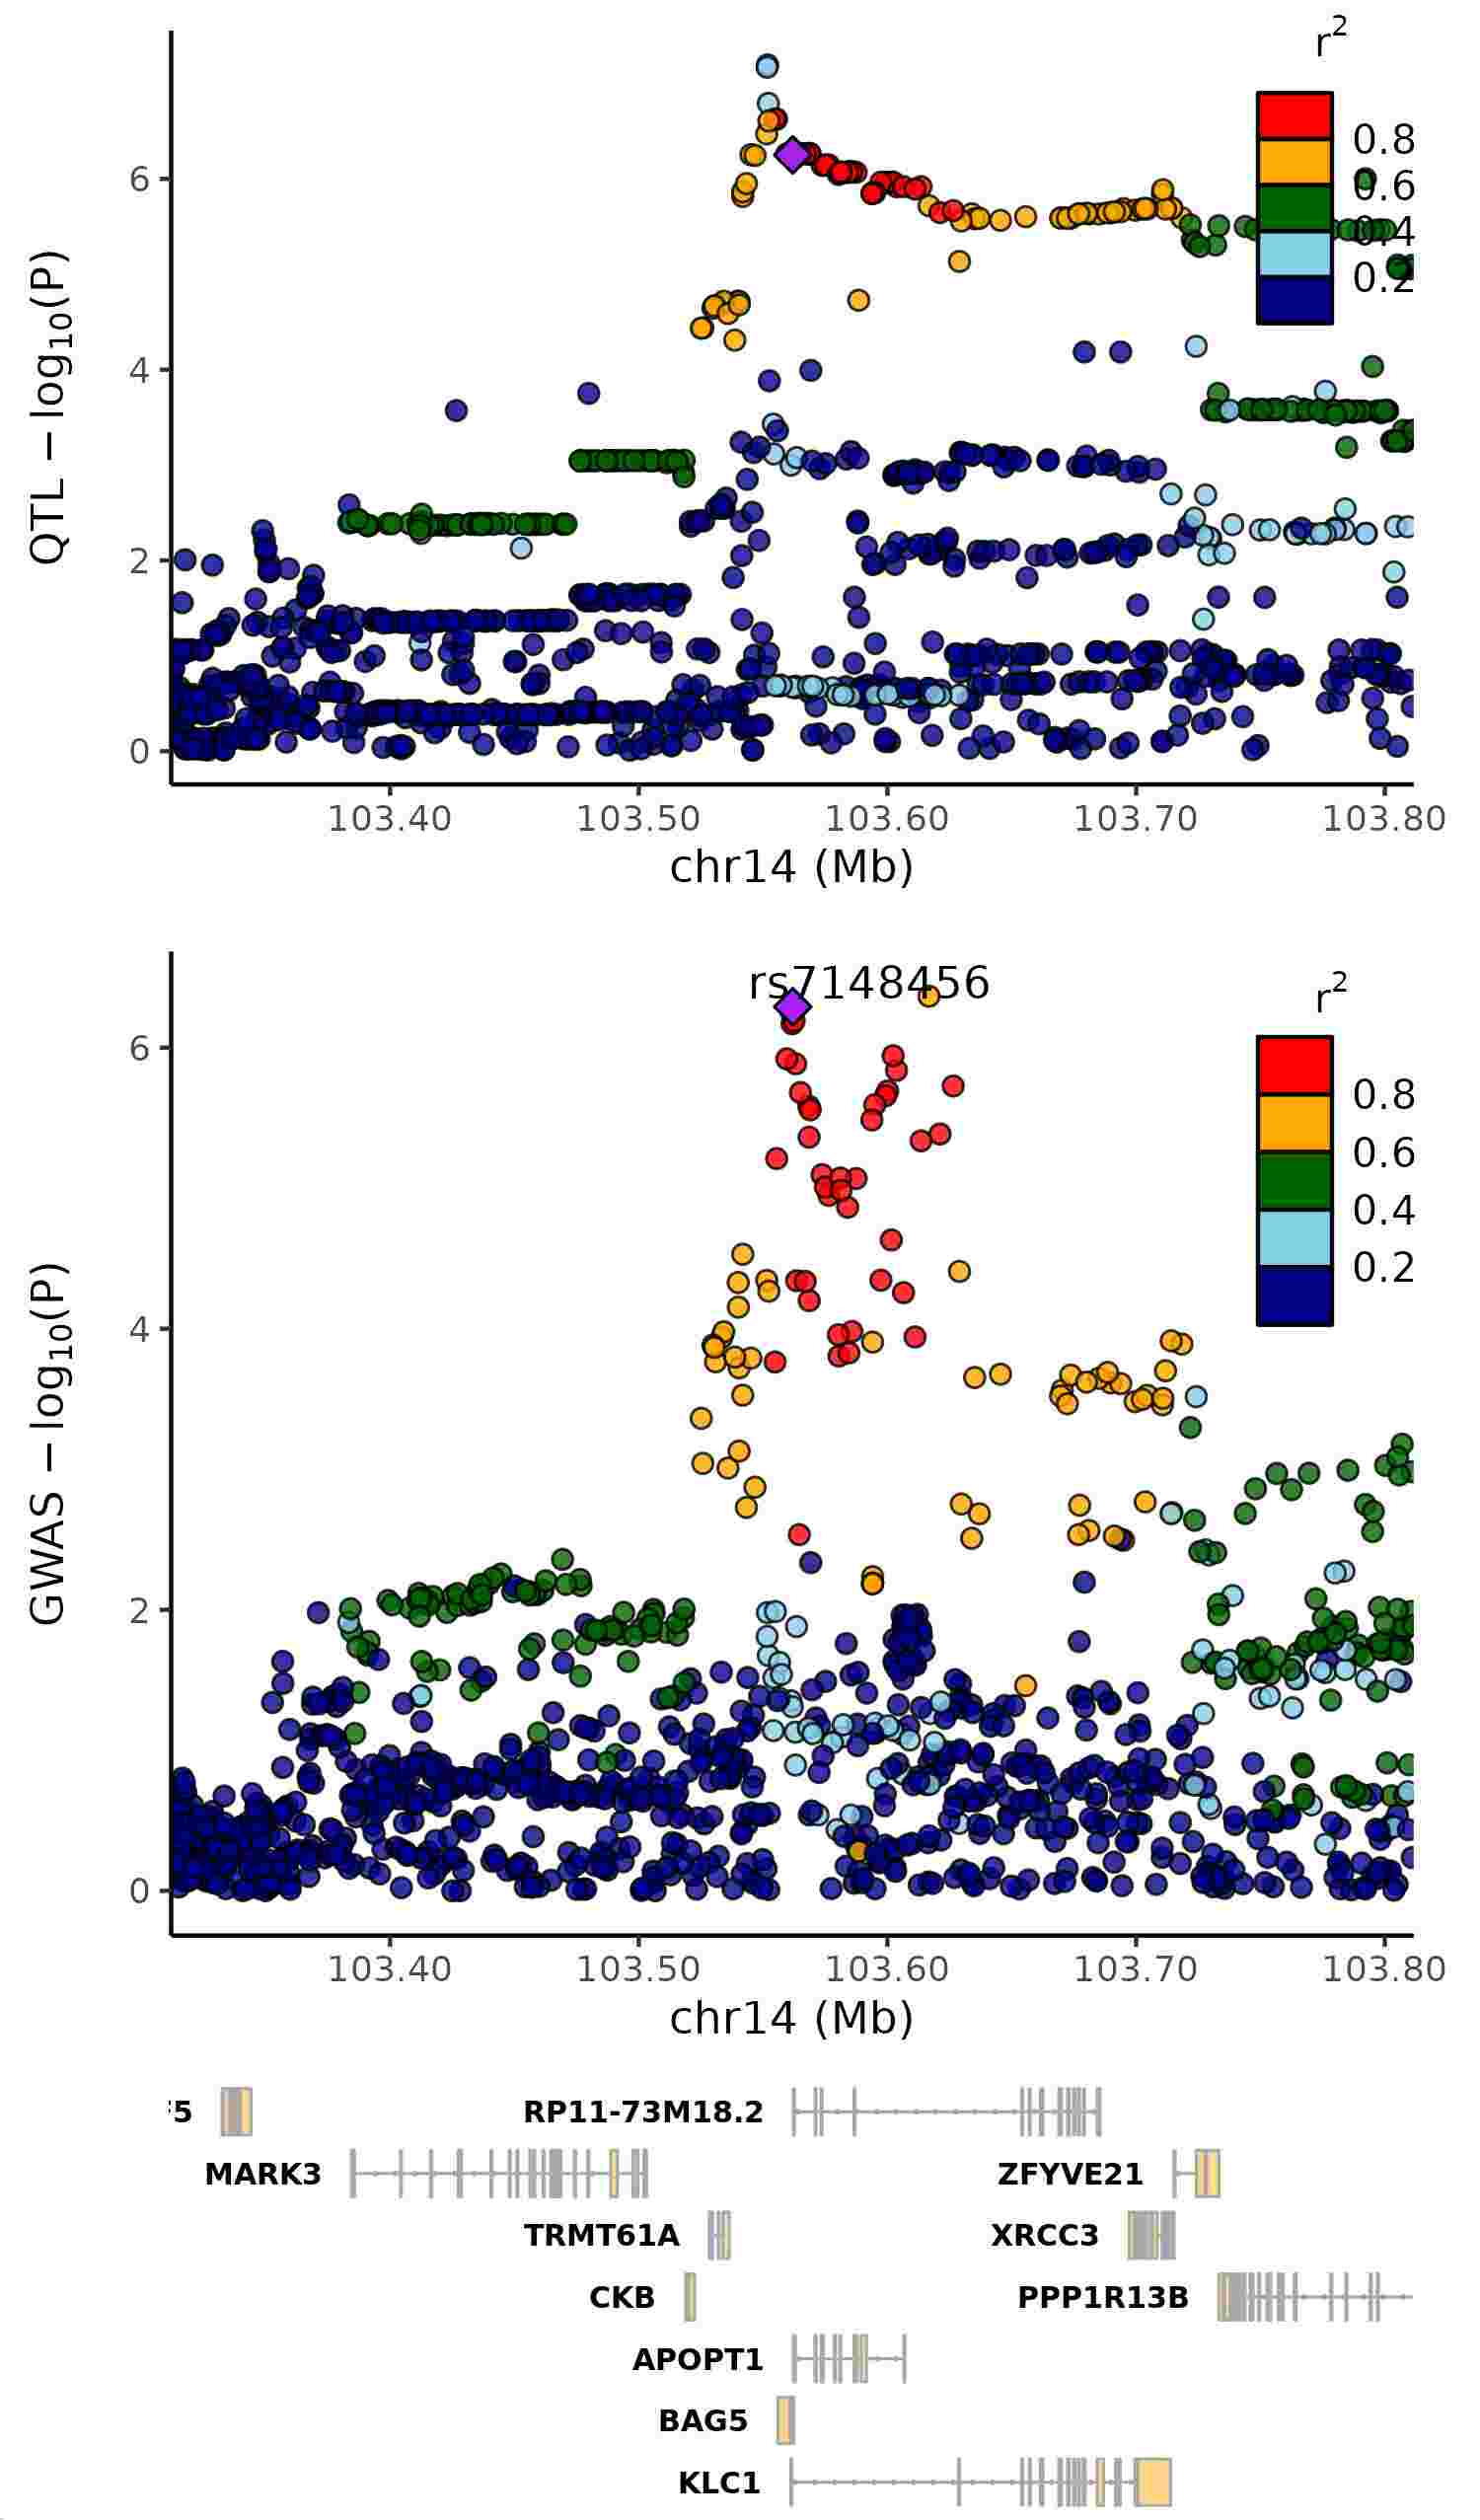 r2
0.8
0.6
0.4
0.2
6
4
2
0
QTL − log10(P)
103.40 103.50 103.60 103.70 103.80
chr14 (Mb)
rs7148456
r2
0.8
0.6
0.4
0.2
6
4
2
0
GWAS − log10(P)
103.40 103.50 103.60 103.70 103.80
chr14 (Mb)
5 RP11-73M18.2
MARK3 ZFYVE21
TRMT61A XRCC3
CKB PPP1R13B
APOPT1
BAG5
KLC1